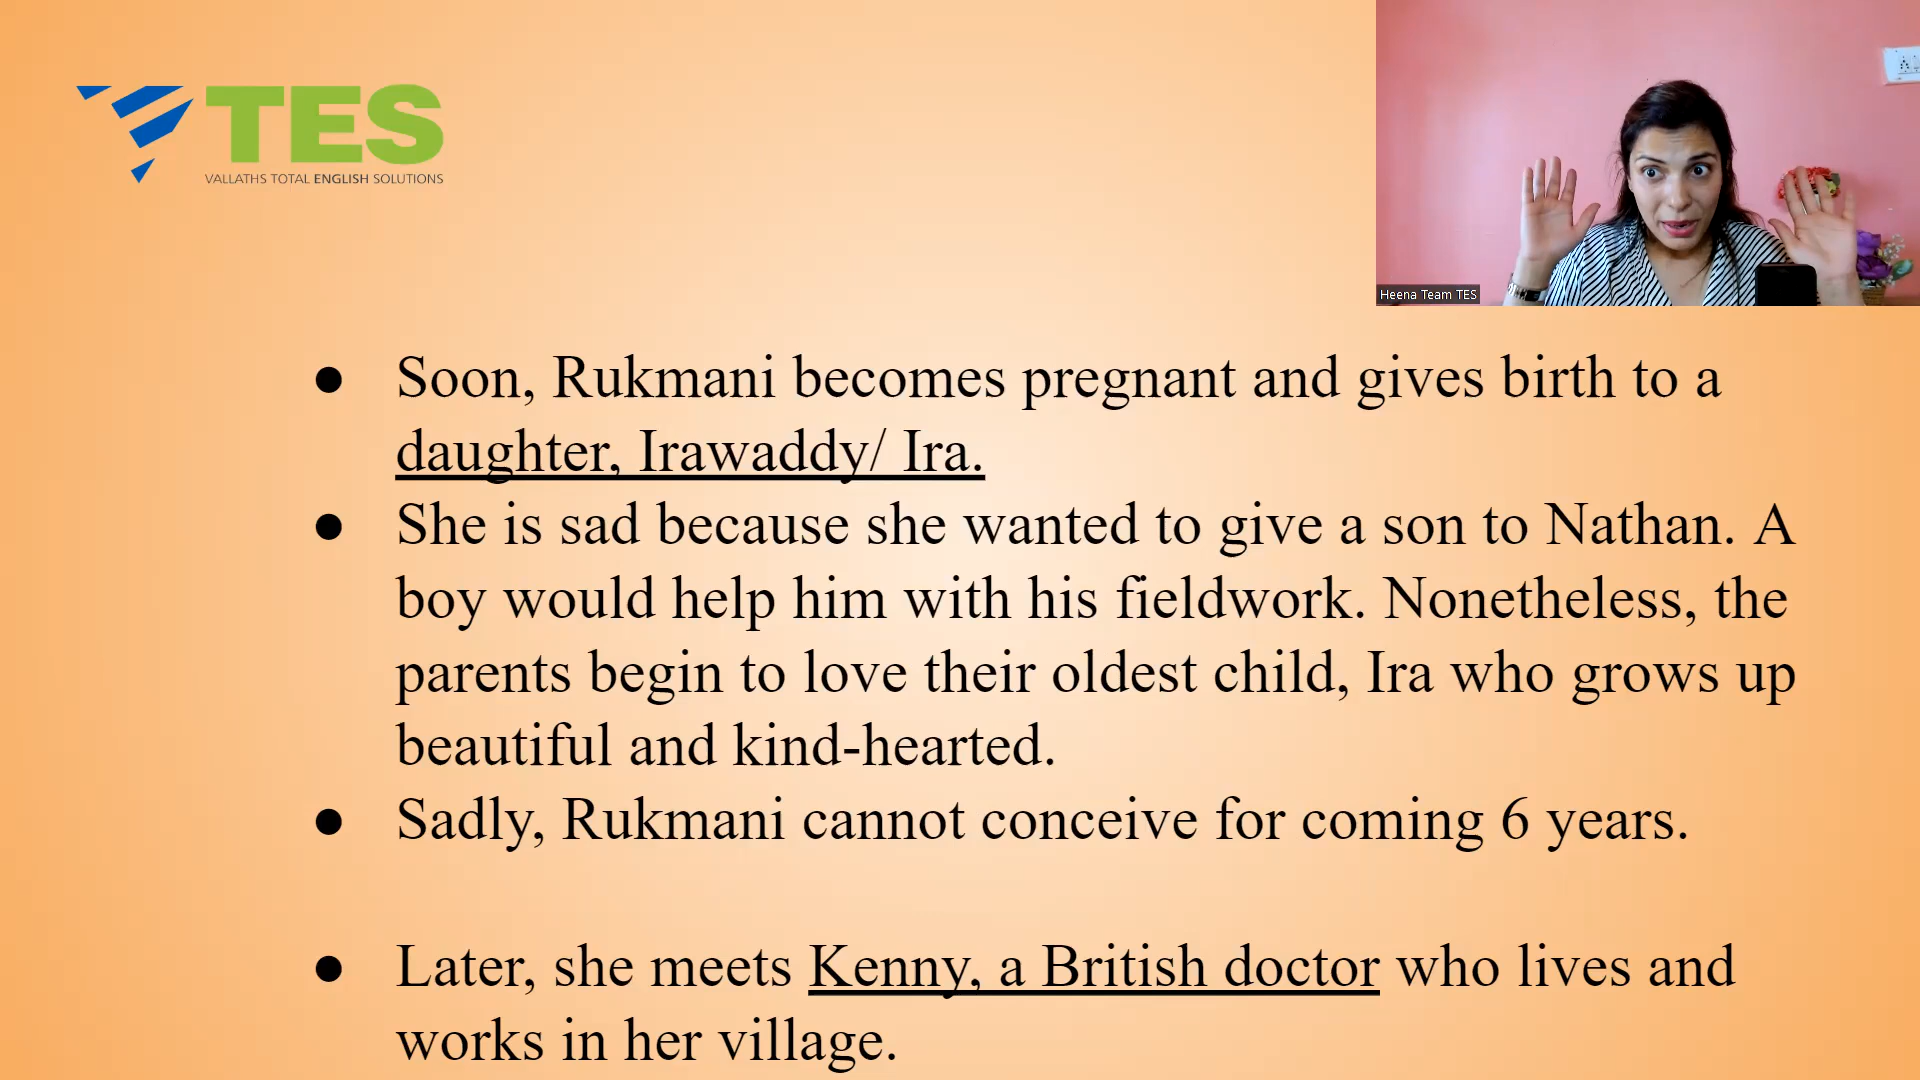 TES
VALLATHS TOTAL ENGLISH SOLUTIONS
Heena Team TES
● Soon, Rukmani becomes pregnant and gives birth to a
daughter, Irawaddy/ Ira.
● She is sad because she wanted to give a son to Nathan. A
boy would help him with his fieldwork. Nonetheless, the
parents begin to love their oldest child, Ira who grows up
beautiful and kind-hearted.
● Sadly, Rukmani cannot conceive for coming 6 years.
● Later, she meets Kenny, a British doctor who lives and
works in her village.